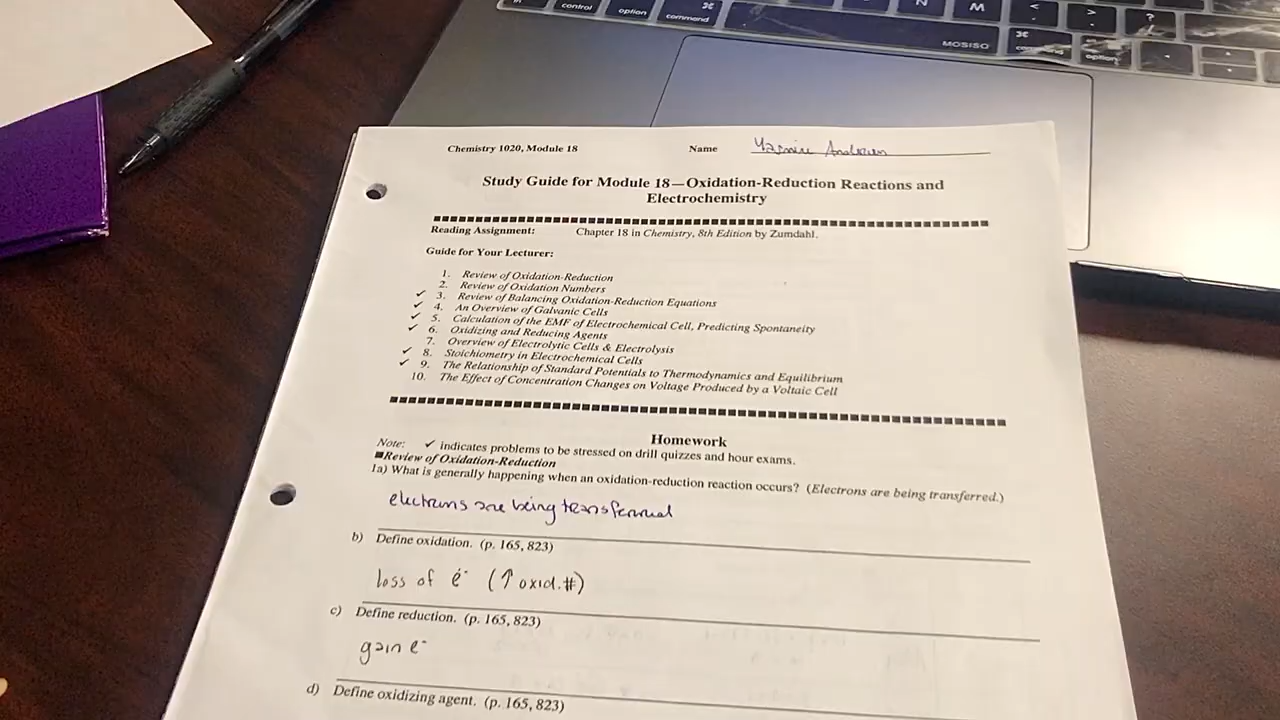 control option ⌘ command N M < > ?
MOSISO ⌘ command option
Chemistry 1020, Module 18 Name
Study Guide for Module 18—Oxidation-Reduction Reactions and
Electrochemistry
Reading Assignment: Chapter 18 in Chemistry, 8th Edition by Zumdahl.
Guide for Your Lecturer:
1. Review of Oxidation-Reduction
2. Review of Oxidation Numbers
✓ 3. Review of Balancing Oxidation-Reduction Equations
✓ 4. An Overview of Galvanic Cells
✓ 5. Calculation of the EMF of Electrochemical Cell, Predicting Spontaneity
✓ 6. Oxidizing and Reducing Agents
7. Overview of Electrolytic Cells & Electrolysis
✓ 8. Stoichiometry in Electrochemical Cells
✓ 9. The Relationship of Standard Potentials to Thermodynamics and Equilibrium
10. The Effect of Concentration Changes on Voltage Produced by a Voltaic Cell
Homework
Note: ✓ indicates problems to be stressed on drill quizzes and hour exams.
■Review of Oxidation-Reduction
1a) What is generally happening when an oxidation-reduction reaction occurs? (Electrons are being transferred.)
electrons are being transferred
b) Define oxidation. (p. 165, 823)
loss of e⁻ (↑ oxid.#)
c) Define reduction. (p. 165, 823)
gain e⁻
d) Define oxidizing agent. (p. 165, 823)